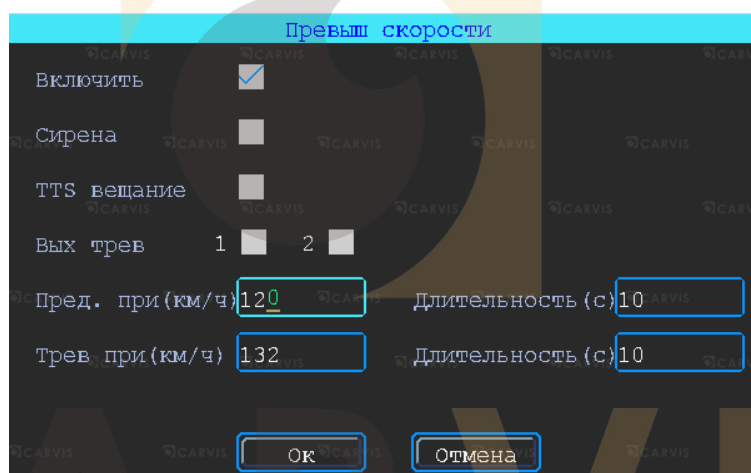 Превыш скорости
Включить
Сирена
TTS вещание
Вых трев 1 2
Пред. при(км/ч) 120 Длительность(с) 10
Трев при(км/ч) 132 Длительность(с) 10
Ок Отмена
CARVIS